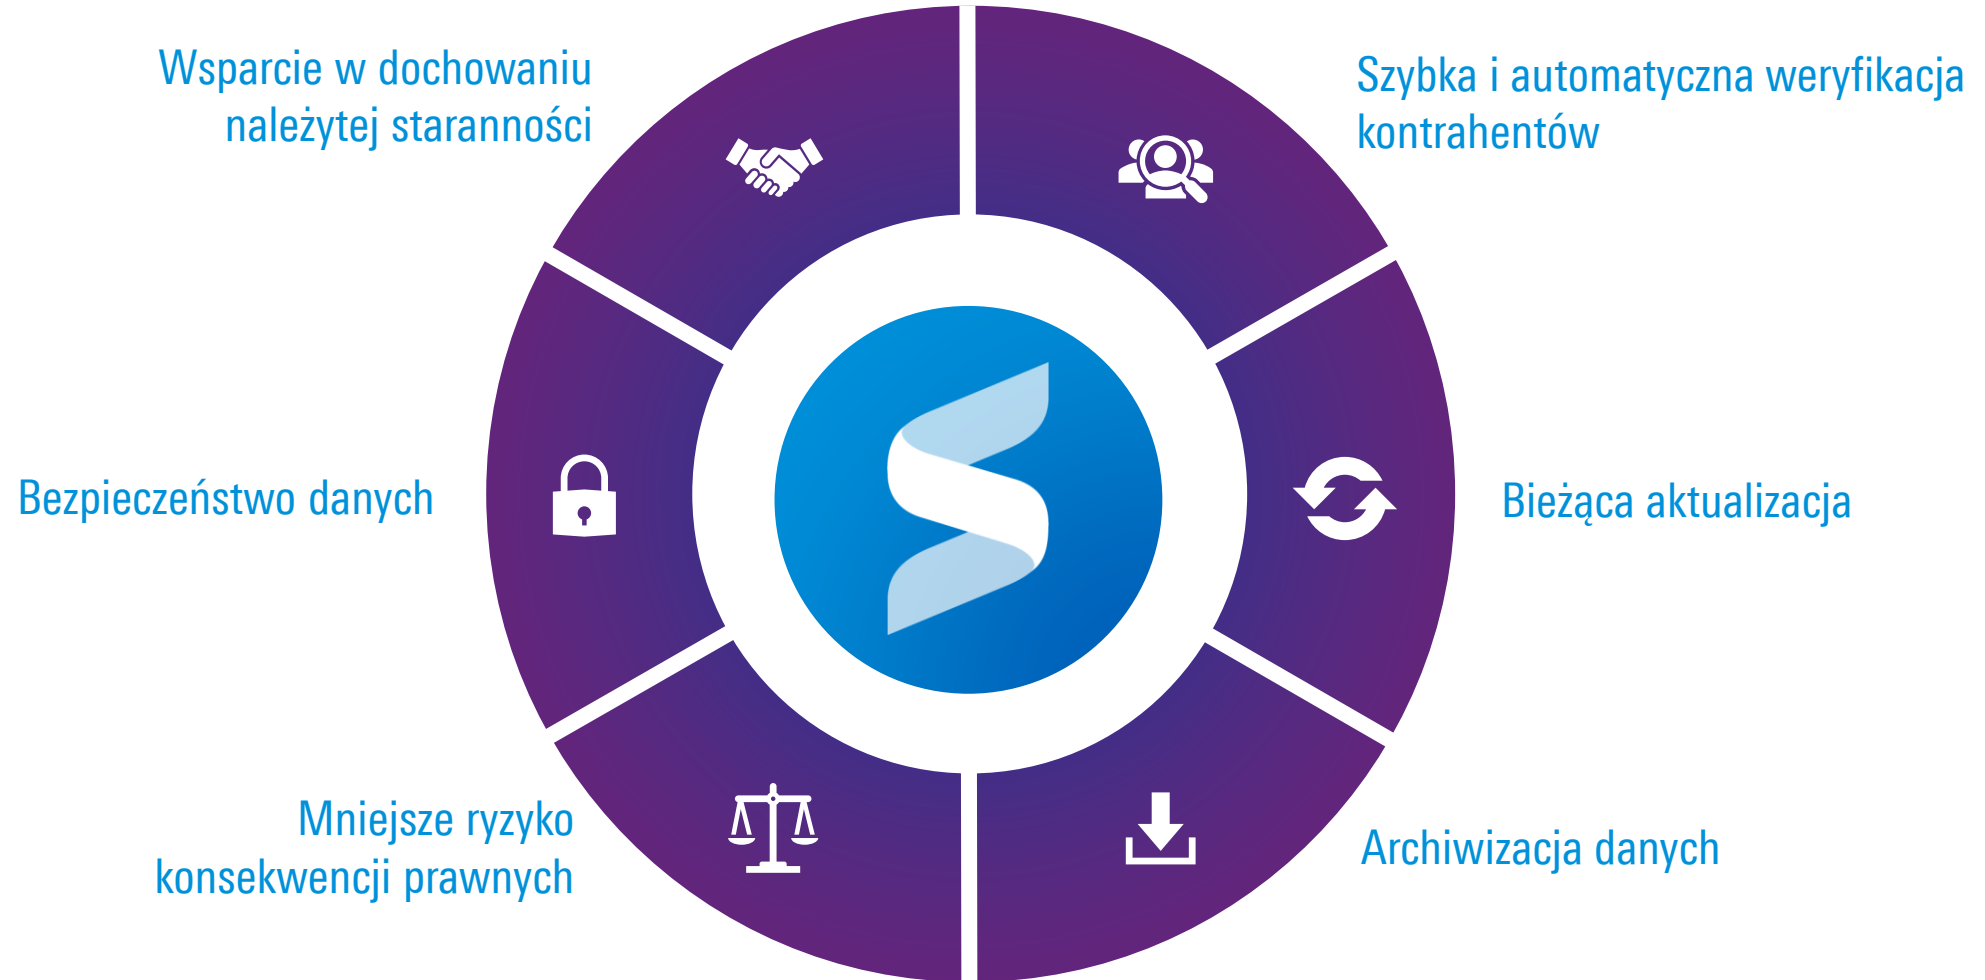 Wsparcie w dochowaniu
należytej staranności
Szybka i automatyczna weryfikacja
kontrahentów
Bezpieczeństwo danych
Bieżąca aktualizacja
Mniejsze ryzyko
konsekwencji prawnych
Archiwizacja danych